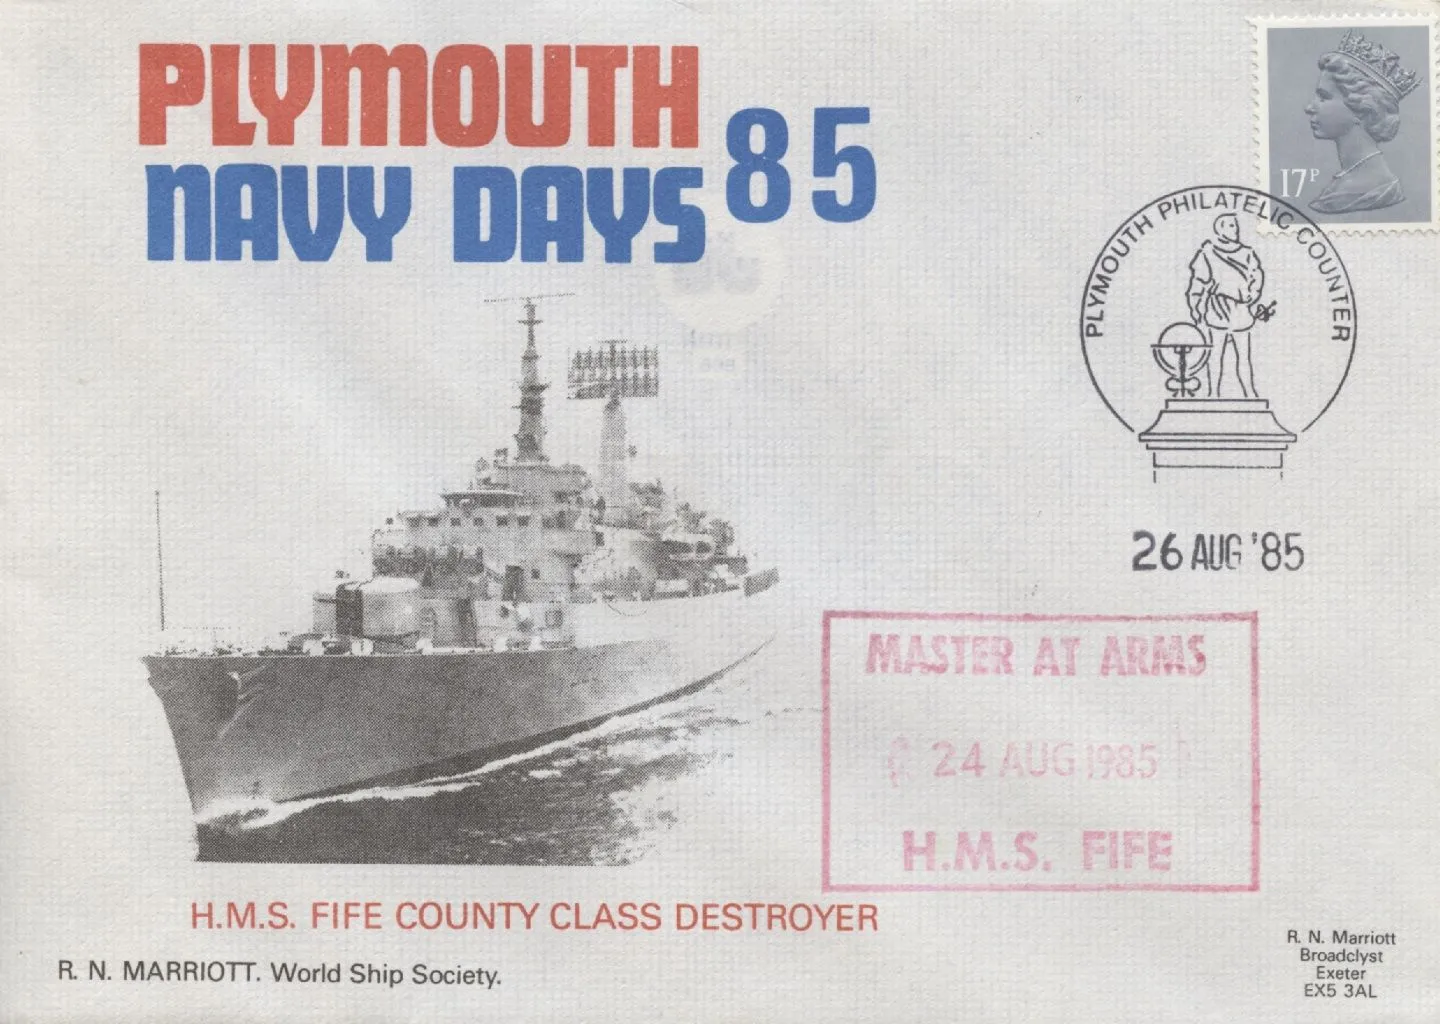 PLYMOUTH
NAVY DAYS 85
17P
PLYMOUTH PHILATELIC COUNTER
26 AUG '85
MASTER AT ARMS
24 AUG 1985
H.M.S. FIFE
H.M.S. FIFE COUNTY CLASS DESTROYER
R. N. MARRIOTT. World Ship Society.
R. N. Marriott
Broadclyst
Exeter
EX5 3AL